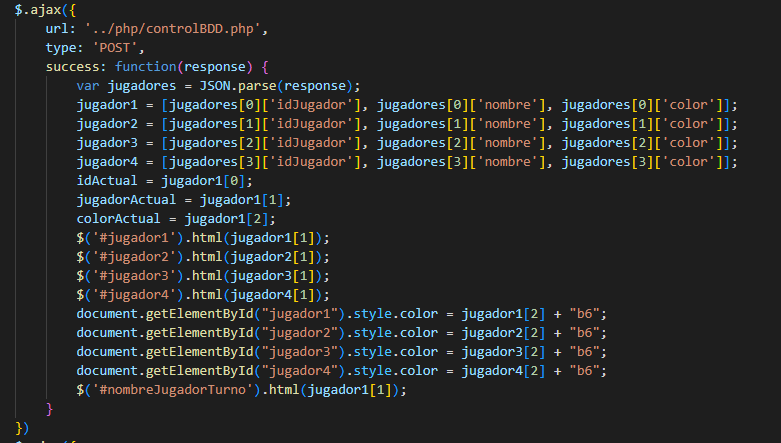 $.ajax({
    url: '../php/controlBDD.php',
    type: 'POST',
    success: function(response) {
        var jugadores = JSON.parse(response);
        jugador1 = [jugadores[0]['idJugador'], jugadores[0]['nombre'], jugadores[0]['color']];
        jugador2 = [jugadores[1]['idJugador'], jugadores[1]['nombre'], jugadores[1]['color']];
        jugador3 = [jugadores[2]['idJugador'], jugadores[2]['nombre'], jugadores[2]['color']];
        jugador4 = [jugadores[3]['idJugador'], jugadores[3]['nombre'], jugadores[3]['color']];
        idActual = jugador1[0];
        jugadorActual = jugador1[1];
        colorActual = jugador1[2];
        $('#jugador1').html(jugador1[1]);
        $('#jugador2').html(jugador2[1]);
        $('#jugador3').html(jugador3[1]);
        $('#jugador4').html(jugador4[1]);
        document.getElementById("jugador1").style.color = jugador1[2] + "b6";
        document.getElementById("jugador2").style.color = jugador2[2] + "b6";
        document.getElementById("jugador3").style.color = jugador3[2] + "b6";
        document.getElementById("jugador4").style.color = jugador4[2] + "b6";
        $('#nombreJugadorTurno').html(jugador1[1]);
    }
})